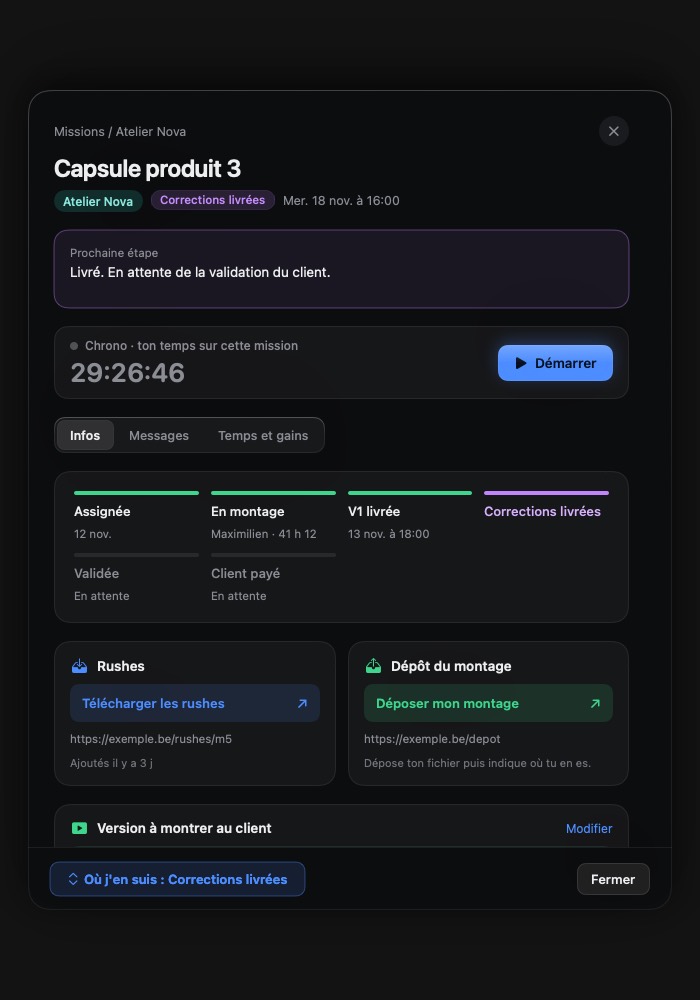 Missions / Atelier Nova
Capsule produit 3
Atelier Nova Corrections livrées Mer. 18 nov. à 16:00
Prochaine étape
Livré. En attente de la validation du client.
Chrono · ton temps sur cette mission
29:26:46
Démarrer
Infos Messages Temps et gains
Assignée En montage V1 livrée Corrections livrées
12 nov. Maximilien · 41 h 12 13 nov. à 18:00
Validée Client payé
En attente En attente
Rushes
Télécharger les rushes
https://exemple.be/rushes/m5
Ajoutés il y a 3 j
Dépôt du montage
Déposer mon montage
https://exemple.be/depot
Dépose ton fichier puis indique où tu en es.
Version à montrer au client Modifier
Où j'en suis : Corrections livrées Fermer